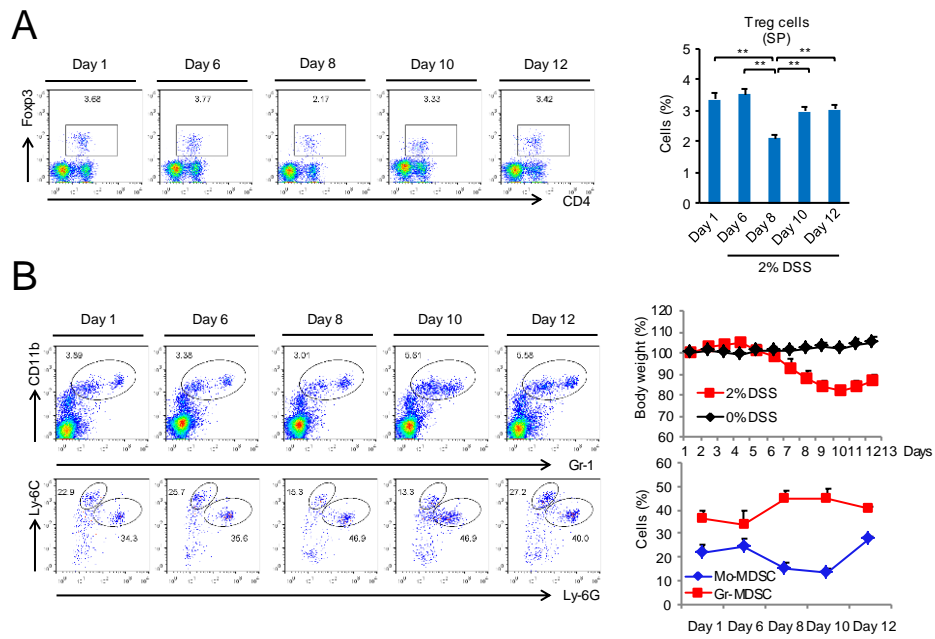 A
Treg cells
(SP)
Day 1 Day 6 Day 8 Day 10 Day 12
Foxp3
3.68 3.77 2.17 3.33 3.42
CD4
Cells (%)
5
4
3
2
1
0
** **
** **
Day 1 Day 6 Day 8 Day 10 Day 12
2% DSS
B
Day 1 Day 6 Day 8 Day 10 Day 12
CD11b
3.59 3.38 3.01 5.61 5.58
Gr-1
Ly-6C
22.9 25.7 15.3 13.3 27.2
34.3 35.6 46.9 46.9 40.0
Ly-6G
Body weight (%)
120
110
100
90
80
70
60
2% DSS
0% DSS
1 2 3 4 5 6 7 8 9 10 11 12 13 Days
Cells (%)
60
50
40
30
20
10
0
Mo-MDSC
Gr-MDSC
Day 1 Day 6 Day 8 Day 10 Day 12